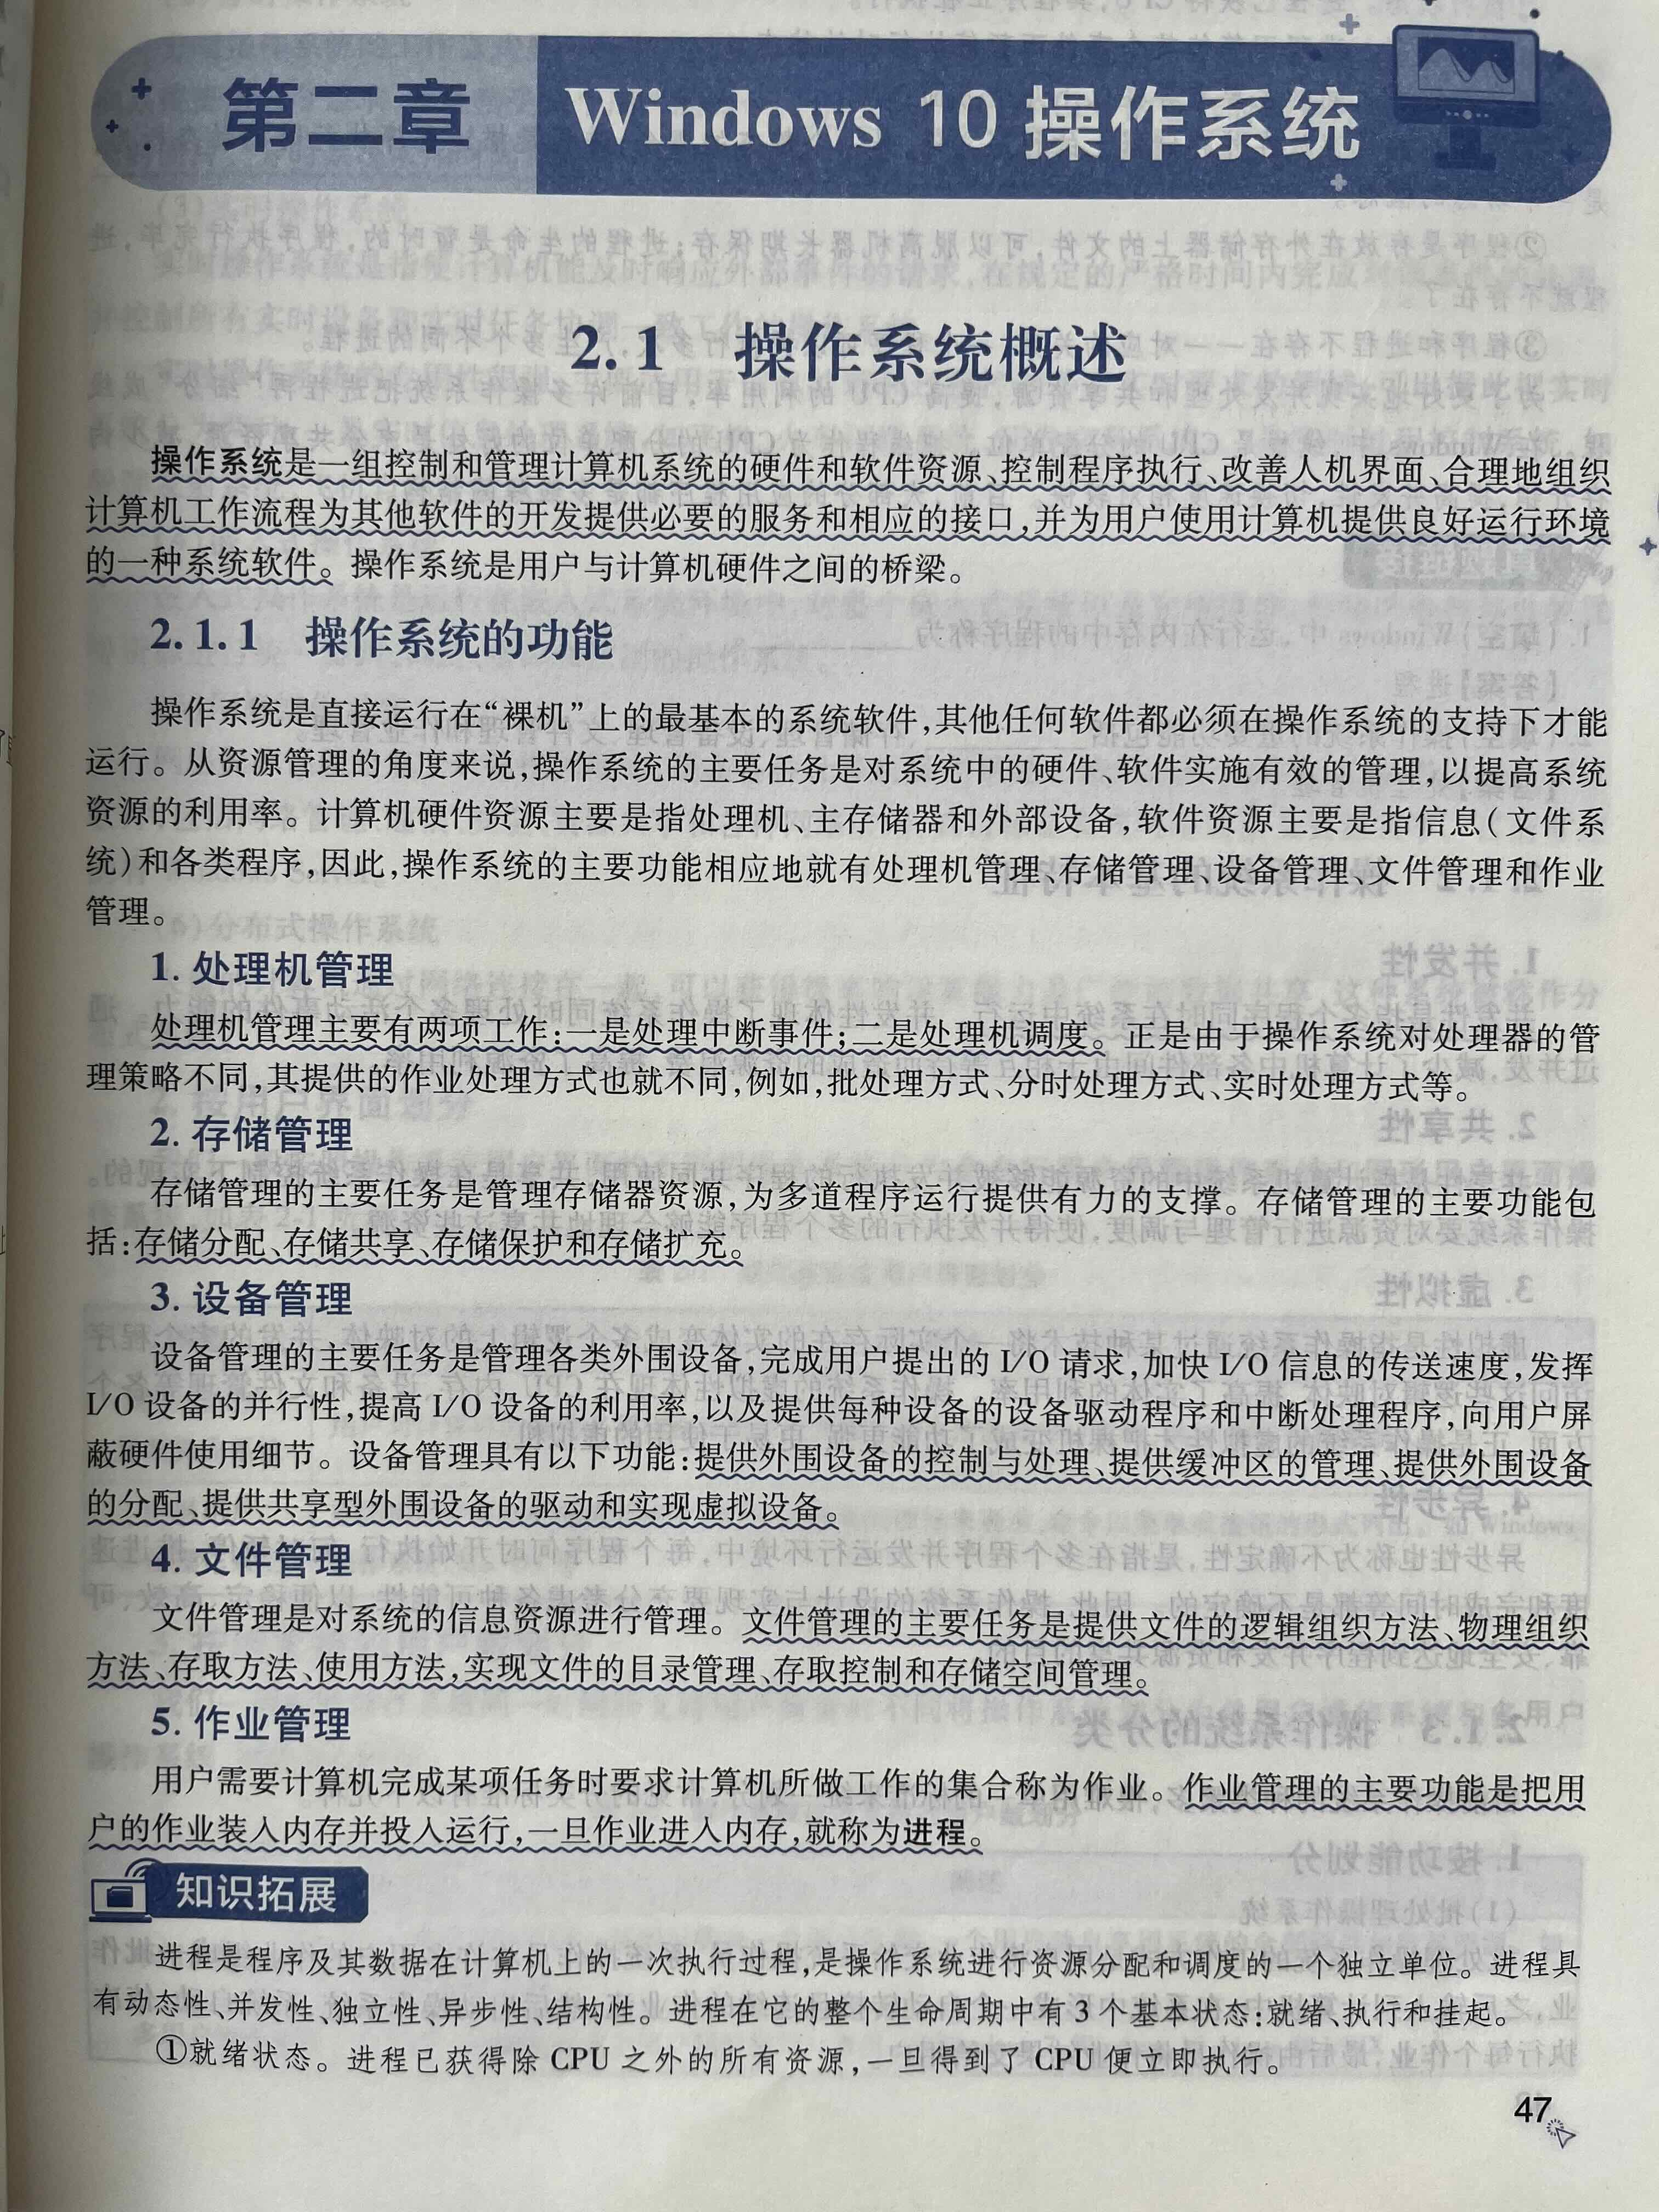 第二章 Windows 10 操作系统
2.1 操作系统概述
操作系统是一组控制和管理计算机系统的硬件和软件资源、控制程序执行、改善人机界面、合理地组织
计算机工作流程为其他软件的开发提供必要的服务和相应的接口,并为用户使用计算机提供良好运行环境
的一种系统软件。操作系统是用户与计算机硬件之间的桥梁。
2.1.1 操作系统的功能
操作系统是直接运行在“裸机”上的最基本的系统软件,其他任何软件都必须在操作系统的支持下才能
运行。从资源管理的角度来说,操作系统的主要任务是对系统中的硬件、软件实施有效的管理,以提高系统
资源的利用率。计算机硬件资源主要是指处理机、主存储器和外部设备,软件资源主要是指信息(文件系
统)和各类程序,因此,操作系统的主要功能相应地就有处理机管理、存储管理、设备管理、文件管理和作业
管理。
1. 处理机管理
处理机管理主要有两项工作:一是处理中断事件;二是处理机调度。正是由于操作系统对处理器的管
理策略不同,其提供的作业处理方式也就不同,例如,批处理方式、分时处理方式、实时处理方式等。
2. 存储管理
存储管理的主要任务是管理存储器资源,为多道程序运行提供有力的支撑。存储管理的主要功能包
括:存储分配、存储共享、存储保护和存储扩充。
3. 设备管理
设备管理的主要任务是管理各类外围设备,完成用户提出的 I/O 请求,加快 I/O 信息的传送速度,发挥
I/O 设备的并行性,提高 I/O 设备的利用率,以及提供每种设备的设备驱动程序和中断处理程序,向用户屏
蔽硬件使用细节。设备管理具有以下功能:提供外围设备的控制与处理、提供缓冲区的管理、提供外围设备
的分配、提供共享型外围设备的驱动和实现虚拟设备。
4. 文件管理
文件管理是对系统的信息资源进行管理。文件管理的主要任务是提供文件的逻辑组织方法、物理组织
方法、存取方法、使用方法,实现文件的目录管理、存取控制和存储空间管理。
5. 作业管理
用户需要计算机完成某项任务时要求计算机所做工作的集合称为作业。作业管理的主要功能是把用
户的作业装入内存并投入运行,一旦作业进入内存,就称为进程。
知识拓展
进程是程序及其数据在计算机上的一次执行过程,是操作系统进行资源分配和调度的一个独立单位。进程具
有动态性、并发性、独立性、异步性、结构性。进程在它的整个生命周期中有 3 个基本状态:就绪、执行和挂起。
①就绪状态。进程已获得除 CPU 之外的所有资源,一旦得到了 CPU 便立即执行。
47